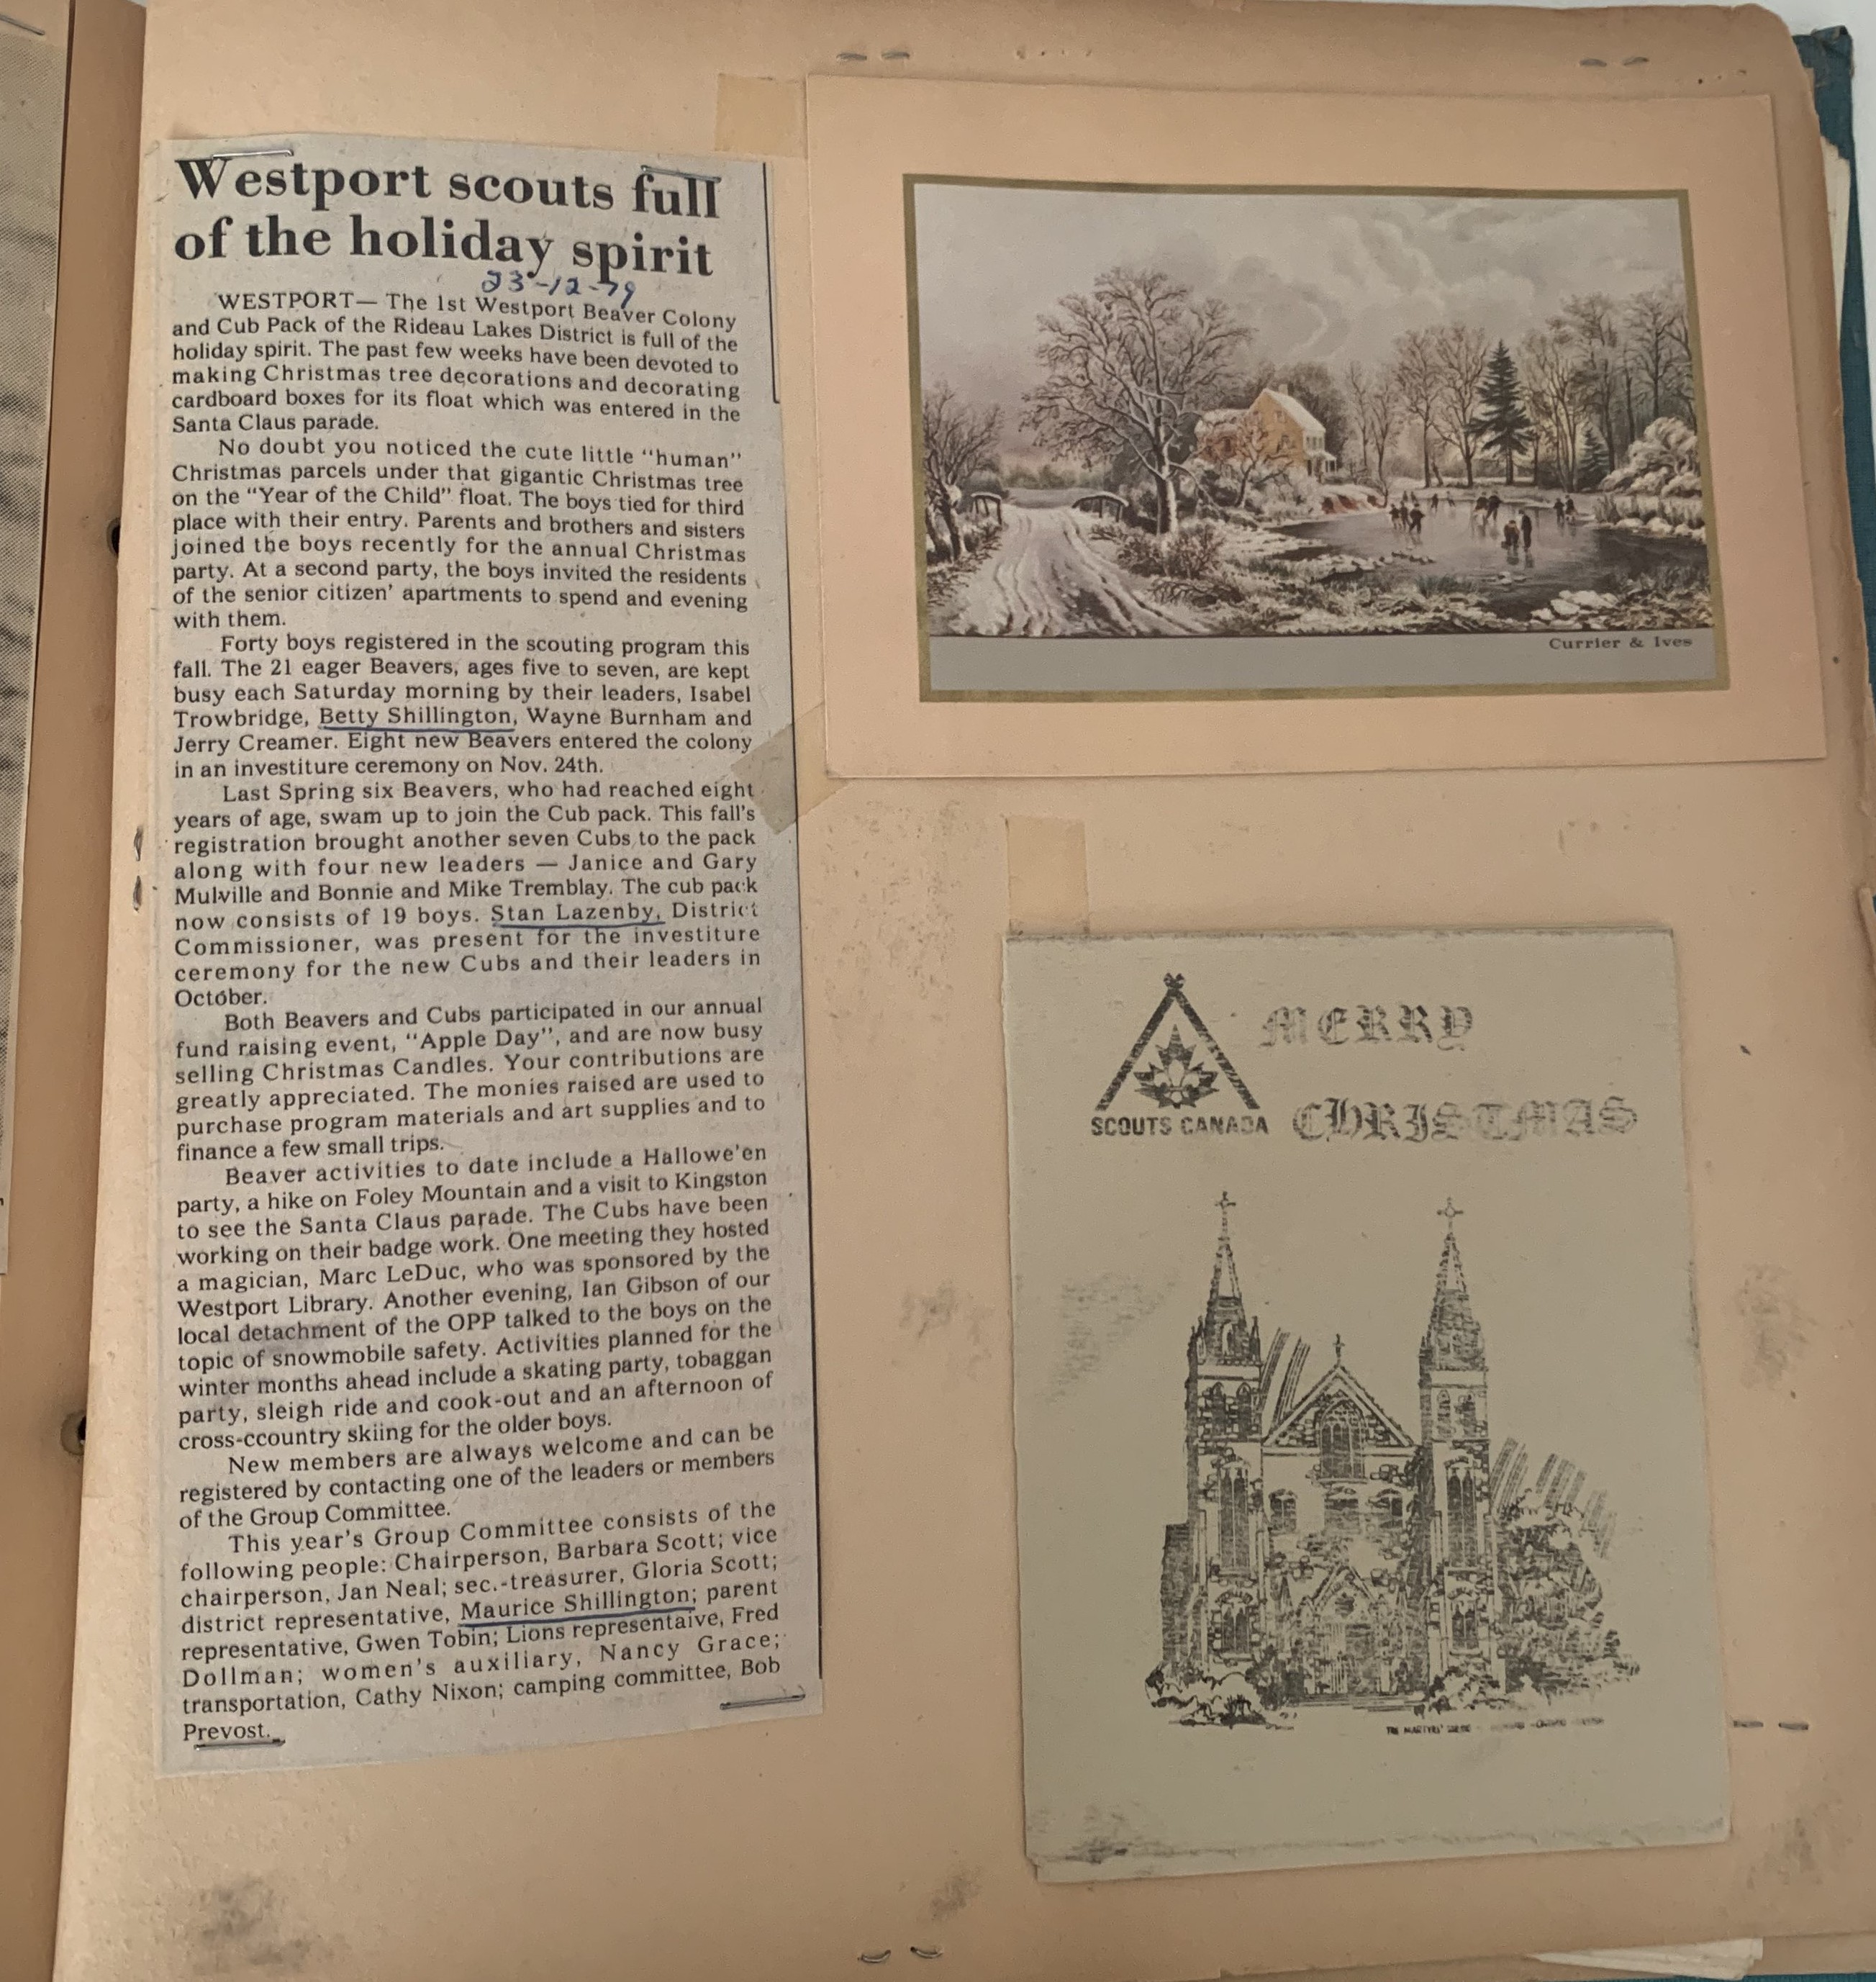 Westport scouts full
of the holiday spirit
23-12-79
WESTPORT— The 1st Westport Beaver Colony
and Cub Pack of the Rideau Lakes District is full of the
holiday spirit. The past few weeks have been devoted to
making Christmas tree decorations and decorating
cardboard boxes for its float which was entered in the
Santa Claus parade.
No doubt you noticed the cute little "human"
Christmas parcels under that gigantic Christmas tree
on the "Year of the Child" float. The boys tied for third
place with their entry. Parents and brothers and sisters
joined the boys recently for the annual Christmas
party. At a second party, the boys invited the residents
of the senior citizen' apartments to spend and evening
with them.
Forty boys registered in the scouting program this
fall. The 21 eager Beavers, ages five to seven, are kept
busy each Saturday morning by their leaders, Isabel
Trowbridge, Betty Shillington, Wayne Burnham and
Jerry Creamer. Eight new Beavers entered the colony
in an investiture ceremony on Nov. 24th.
Last Spring six Beavers, who had reached eight
years of age, swam up to join the Cub pack. This fall's
registration brought another seven Cubs to the pack
along with four new leaders — Janice and Gary
Mulville and Bonnie and Mike Tremblay. The cub pack
now consists of 19 boys. Stan Lazenby, District
Commissioner, was present for the investiture
ceremony for the new Cubs and their leaders in
October.
Both Beavers and Cubs participated in our annual
fund raising event, "Apple Day", and are now busy
selling Christmas Candles. Your contributions are
greatly appreciated. The monies raised are used to
purchase program materials and art supplies and to
finance a few small trips.
Beaver activities to date include a Hallowe'en
party, a hike on Foley Mountain and a visit to Kingston
to see the Santa Claus parade. The Cubs have been
working on their badge work. One meeting they hosted
a magician, Marc LeDuc, who was sponsored by the
Westport Library. Another evening, Ian Gibson of our
local detachment of the OPP talked to the boys on the
topic of snowmobile safety. Activities planned for the
winter months ahead include a skating party, tobaggan
party, sleigh ride and cook-out and an afternoon of
cross-ccountry skiing for the older boys.
New members are always welcome and can be
registered by contacting one of the leaders or members
of the Group Committee.
This year's Group Committee consists of the
following people: Chairperson, Barbara Scott; vice
chairperson, Jan Neal; sec.-treasurer, Gloria Scott;
district representative, Maurice Shillington; parent
representative, Gwen Tobin; Lions representaive, Fred
Dollman; women's auxiliary, Nancy Grace;
transportation, Cathy Nixon; camping committee, Bob
Prevost.
Currier & Ives
MERRY
SCOUTS CANADA CHRISTMAS
THE MARTYRS'